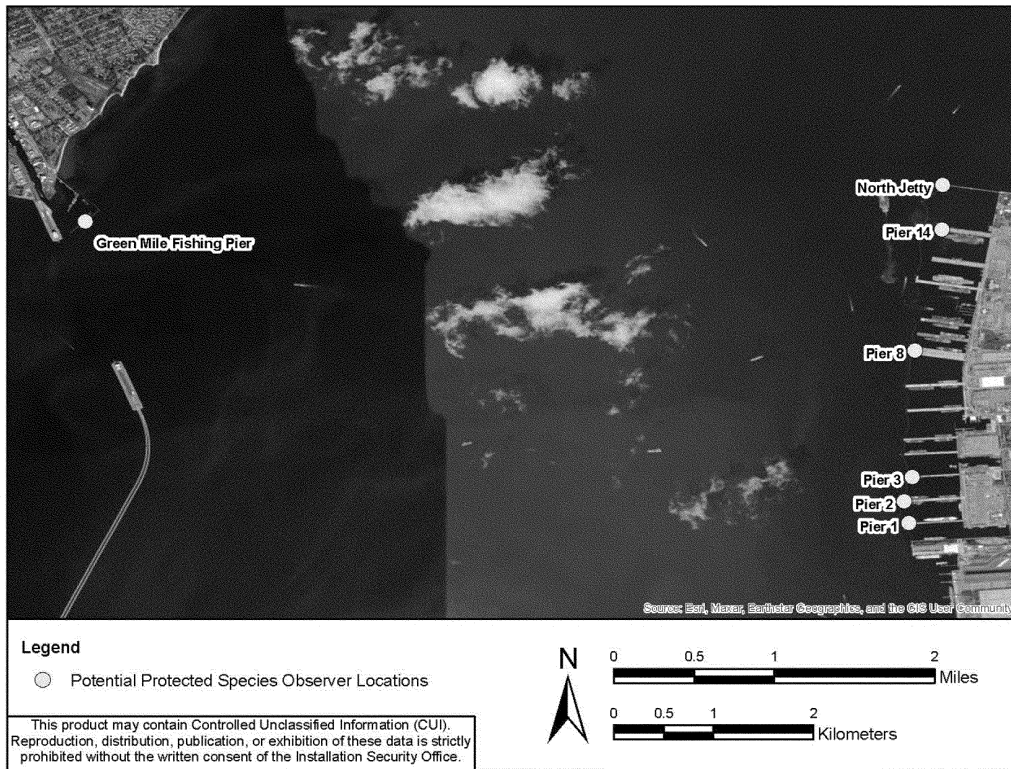 North Jetty
Pier 14
Green Mile Fishing Pier
Pier 8
Pier 3
Pier 2
Pier 1
Source: Esri, Maxar, Earthstar Geographics, and the GIS User Community
Legend
Potential Protected Species Observer Locations
N
0 0.5 1 2
Miles
0 0.5 1 2
Kilometers
This product may contain Controlled Unclassified Information (CUI).
Reproduction, distribution, publication, or exhibition of these data is strictly
prohibited without the written consent of the Installation Security Office.